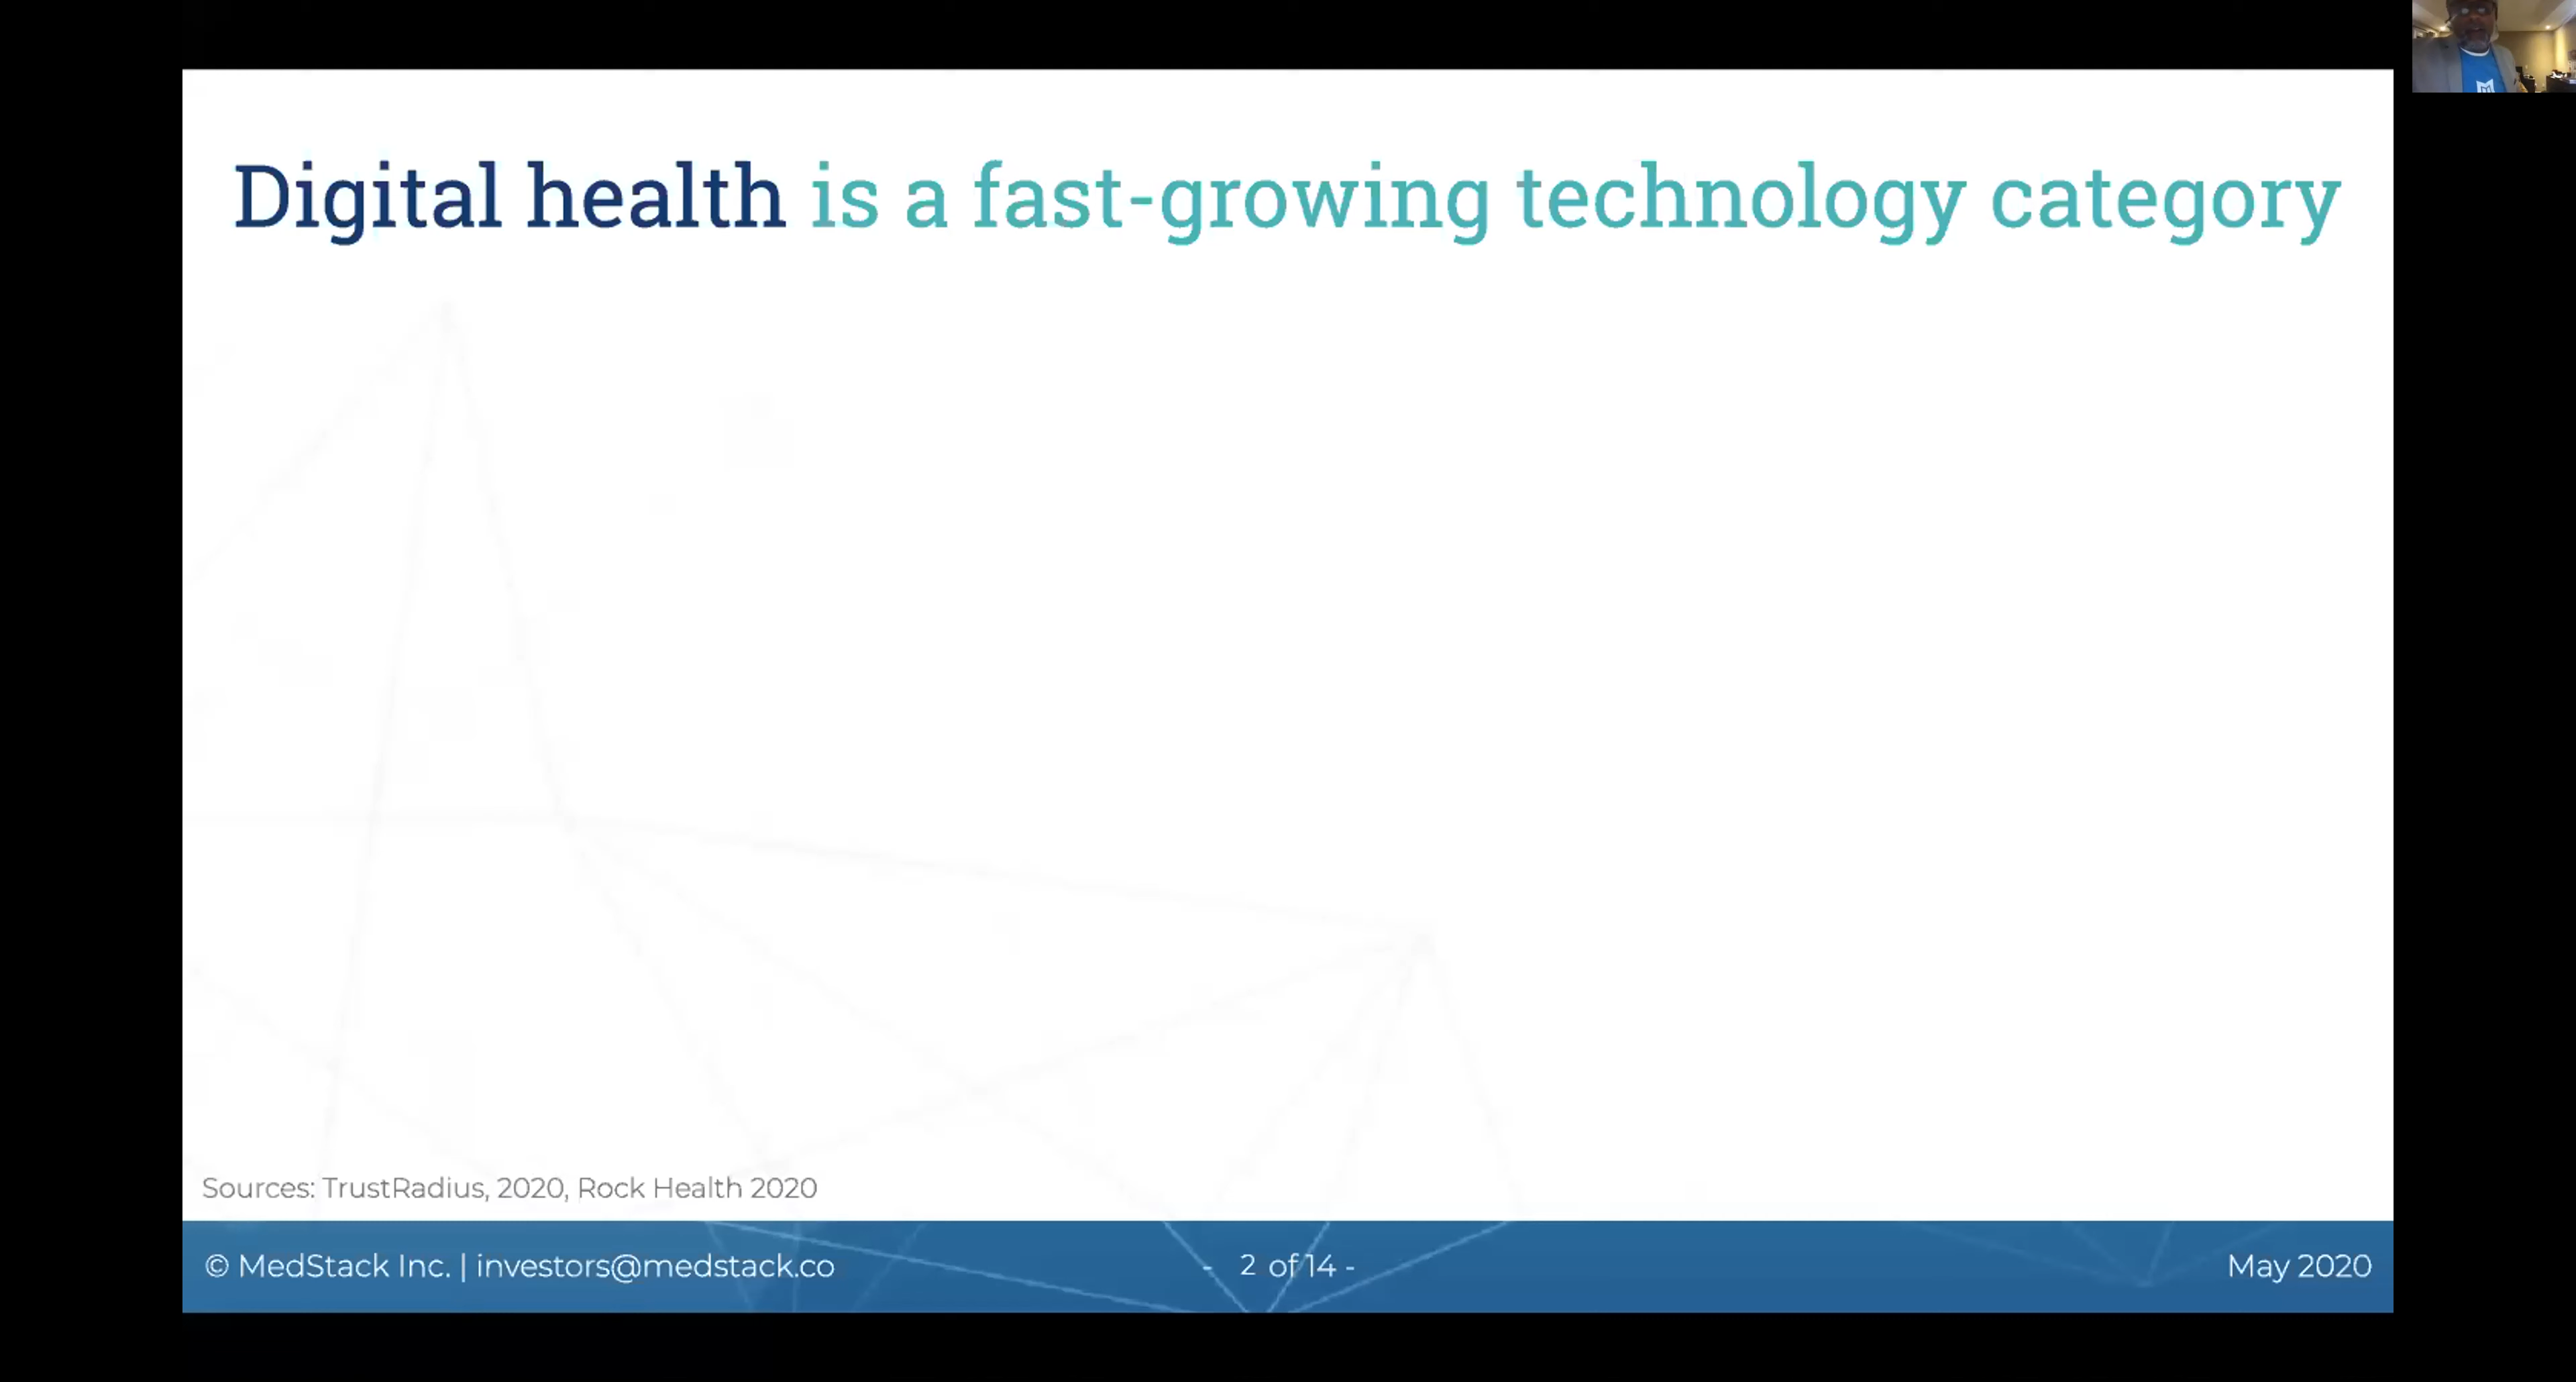 Digital health is a fast-growing technology category
Sources: TrustRadius, 2020, Rock Health 2020
© MedStack Inc. | investors@medstack.co
- 2 of 14 -
May 2020